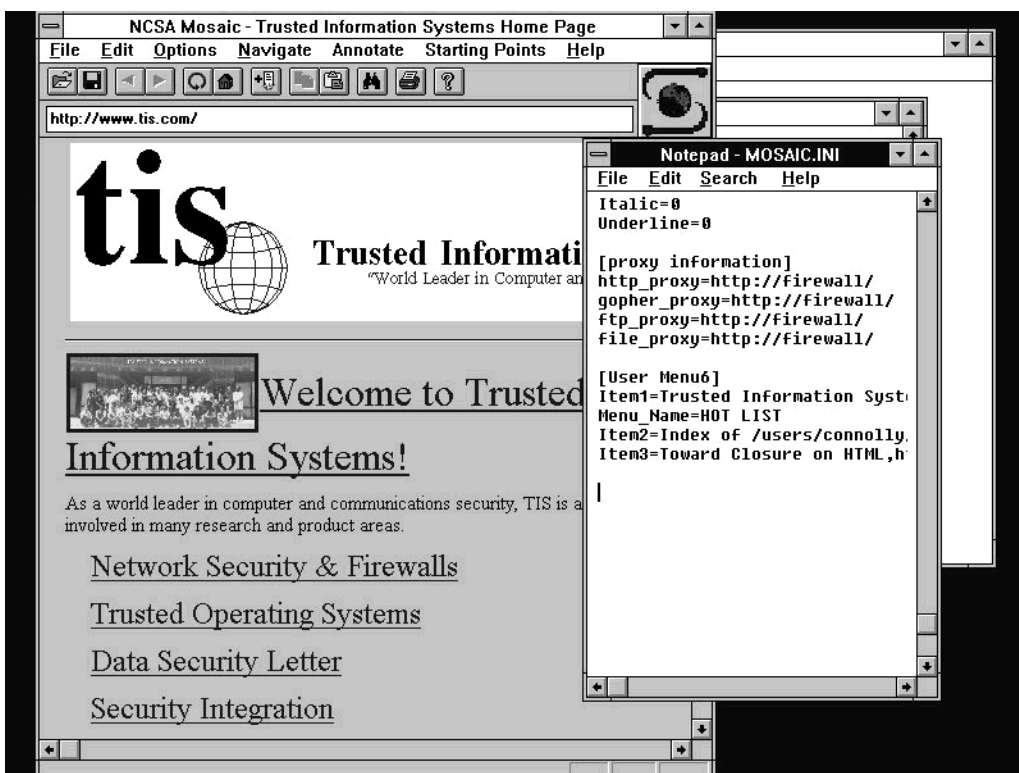 NCSA Mosaic - Trusted Information Systems Home Page
File Edit Options Navigate Annotate Starting Points Help
http://www.tis.com/
tis
Trusted Informati
"World Leader in Computer an
Welcome to Trusted
Information Systems!
As a world leader in computer and communications security, TIS is a
involved in many research and product areas.
Network Security & Firewalls
Trusted Operating Systems
Data Security Letter
Security Integration
Notepad - MOSAIC.INI
File Edit Search Help
Italic=0
Underline=0
[proxy information]
http_proxy=http://firewall/
gopher_proxy=http://firewall/
ftp_proxy=http://firewall/
file_proxy=http://firewall/
[User Menu6]
Item1=Trusted Information Syst
Menu_Name=HOT LIST
Item2=Index of /users/connolly,
Item3=Toward Closure on HTML,h